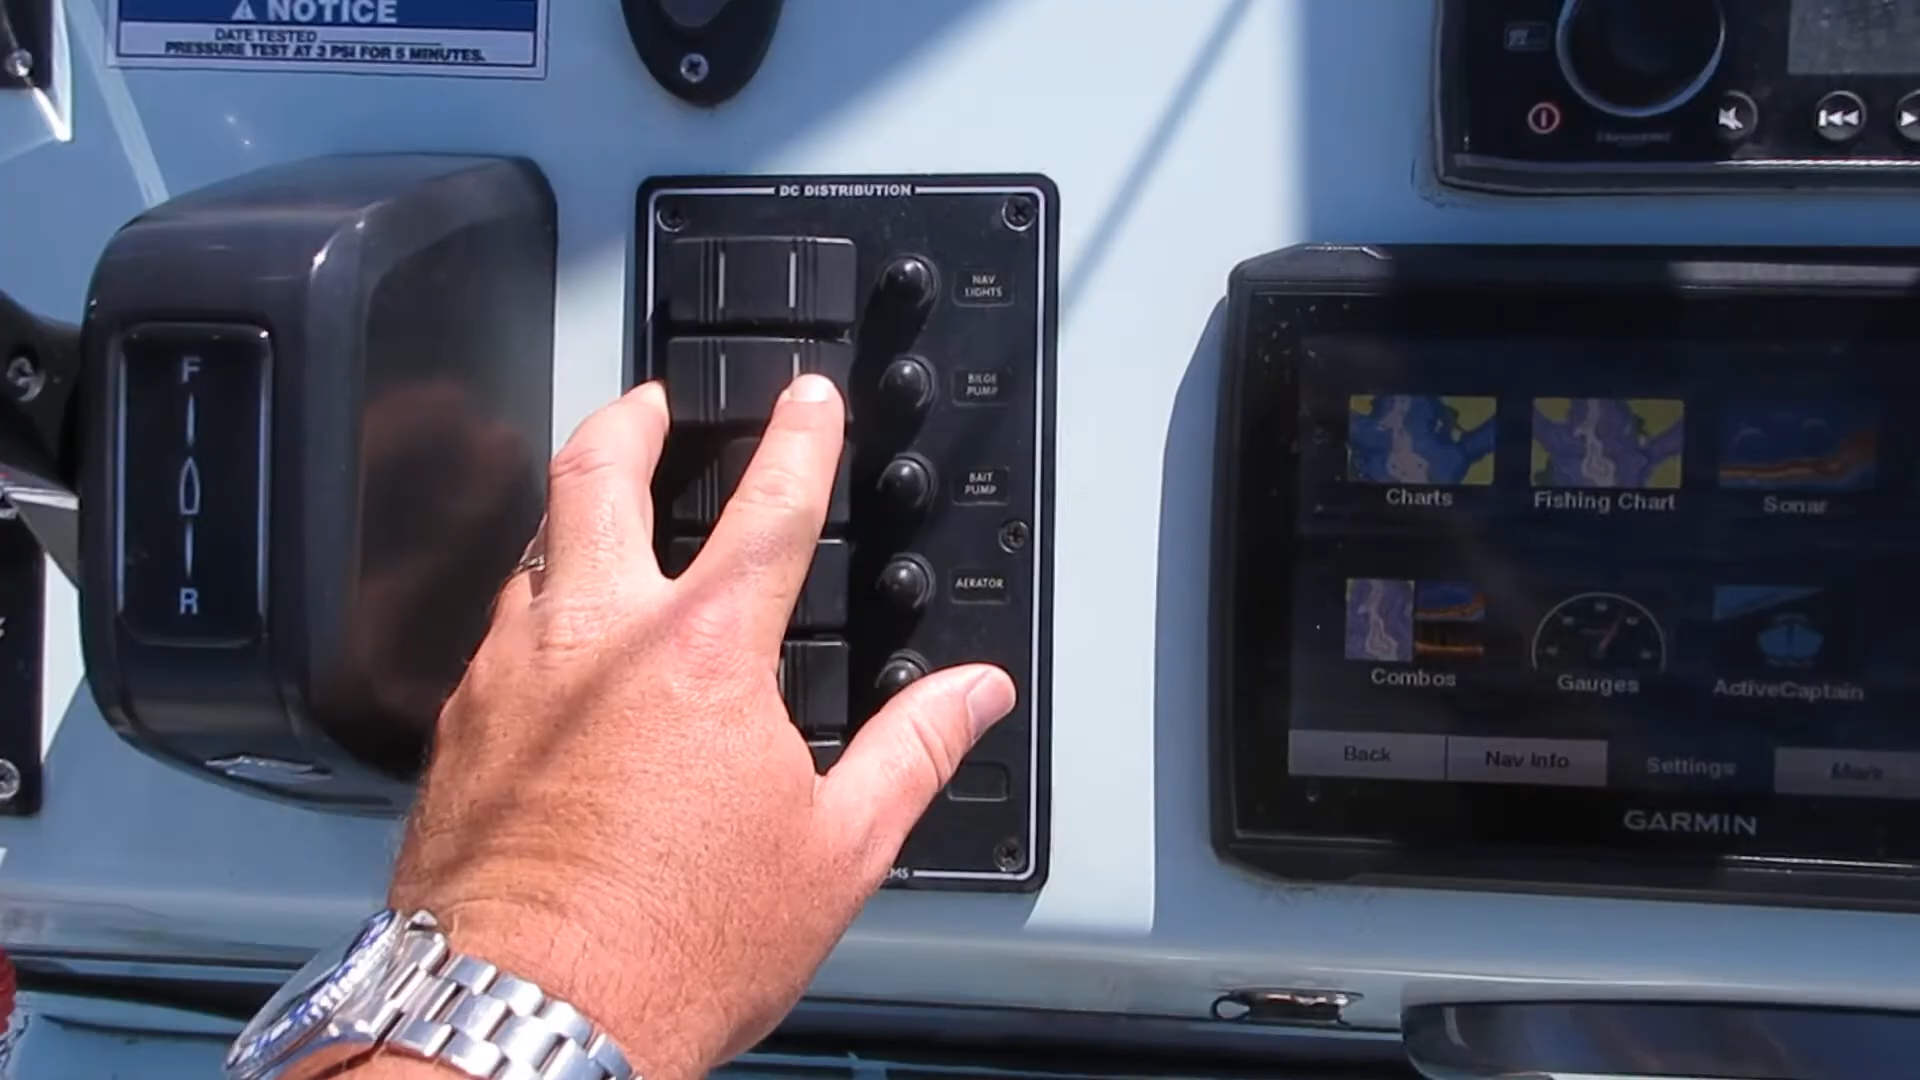 NOTICE
DATE TESTED
PRESSURE TEST AT 3 PSI FOR 5 MINUTES.
DC DISTRIBUTION
NAV
LIGHTS
BILGE
PUMP
BAIT
PUMP
AERATOR
EMS
F
R
Charts
Fishing Chart
Sonar
Combos
Gauges
ActiveCaptain
Back
Nav Info
Settings
GARMIN